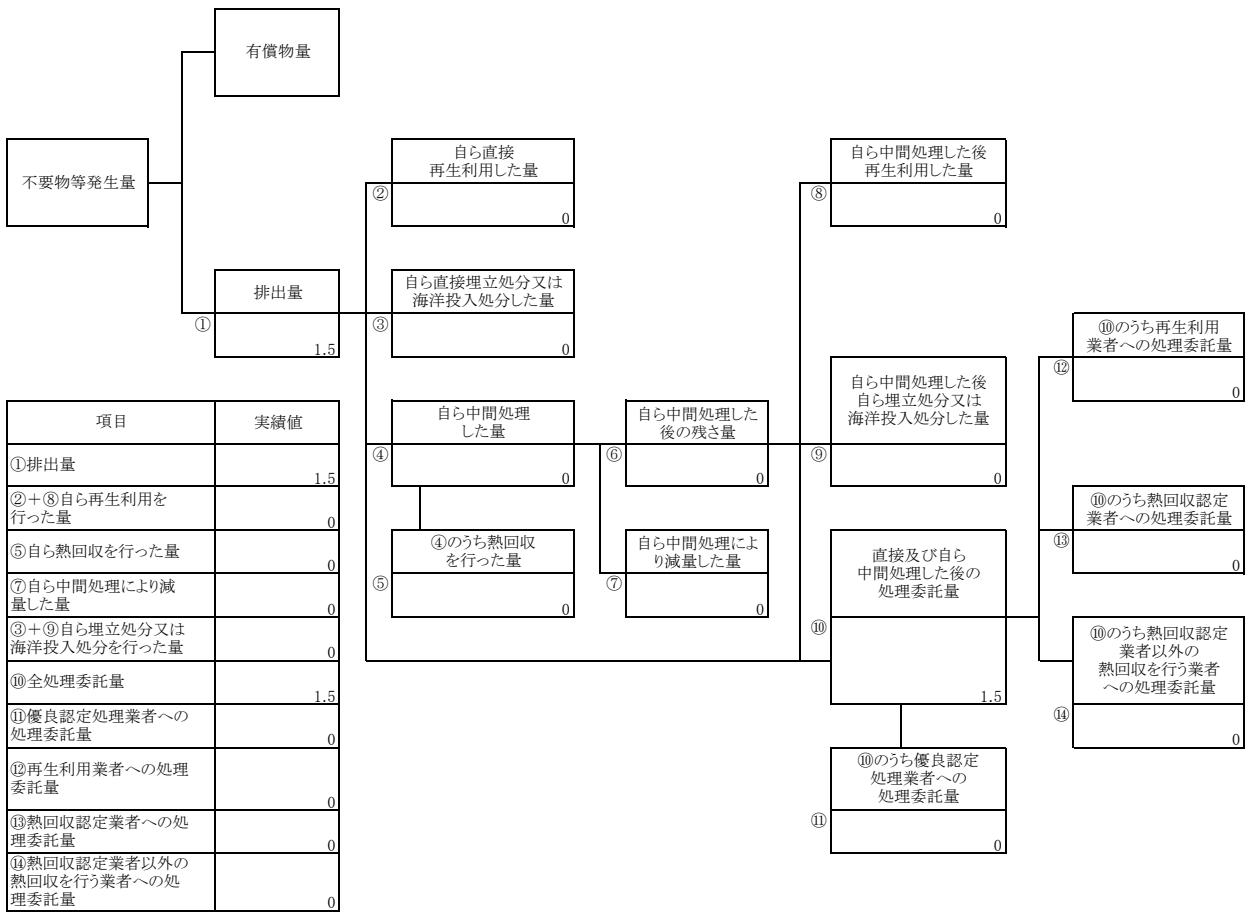 有償物量
不要物等発生量
自ら直接
再生利用した量
②
0
自ら中間処理した後
再生利用した量
⑧
0
排出量
①
1.5
自ら直接埋立処分又は
海洋投入処分した量
③
0
⑩のうち再生利用
業者への処理委託量
⑫
0
自ら中間処理
した量
④
0
自ら中間処理した
後の残さ量
⑥
0
自ら中間処理した後
自ら埋立処分又は
海洋投入処分した量
⑨
0
④のうち熱回収
を行った量
⑤
0
自ら中間処理によ
り減量した量
⑦
0
直接及び自ら
中間処理した後の
処理委託量
⑩
1.5
⑩のうち熱回収認定
業者への処理委託量
⑬
0
⑩のうち熱回収認定
業者以外の
熱回収を行う業者
への処理委託量
⑭
0
⑩のうち優良認定
処理業者への
処理委託量
⑪
0
項目 実績値
①排出量
1.5
②+⑧自ら再生利用を
行った量 0
⑤自ら熱回収を行った量
0
⑦自ら中間処理により減
量した量 0
③+⑨自ら埋立処分又は
海洋投入処分を行った量 0
⑩全処理委託量
1.5
⑪優良認定処理業者への
処理委託量 0
⑫再生利用業者への処理
委託量
0
⑬熱回収認定業者への処
理委託量 0
⑭熱回収認定業者以外の
熱回収を行う業者への処
理委託量 0